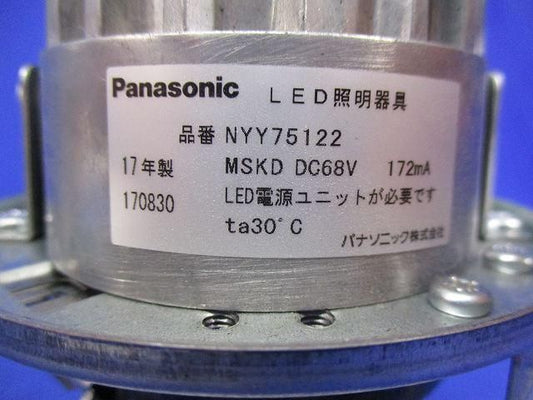 Panasonic LED照明器具
品番 NYY75122
17年製 MSKD DC68V 172mA
170830 LED電源ユニットが必要です
ta30°C
パナソニック株式会社